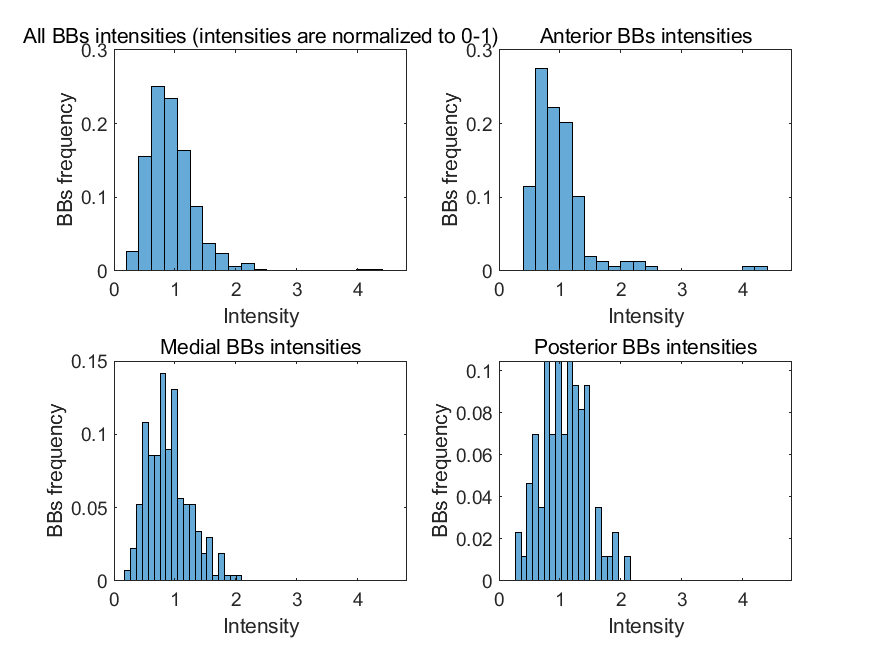 All BBs intensities (intensities are normalized to 0-1)
BBs frequency
0.3
0.2
0.1
0
0 1 2 3 4
Intensity
Anterior BBs intensities
BBs frequency
0.3
0.2
0.1
0
0 1 2 3 4
Intensity
Medial BBs intensities
BBs frequency
0.15
0.1
0.05
0
0 1 2 3 4
Intensity
Posterior BBs intensities
BBs frequency
0.1
0.08
0.06
0.04
0.02
0
0 1 2 3 4
Intensity